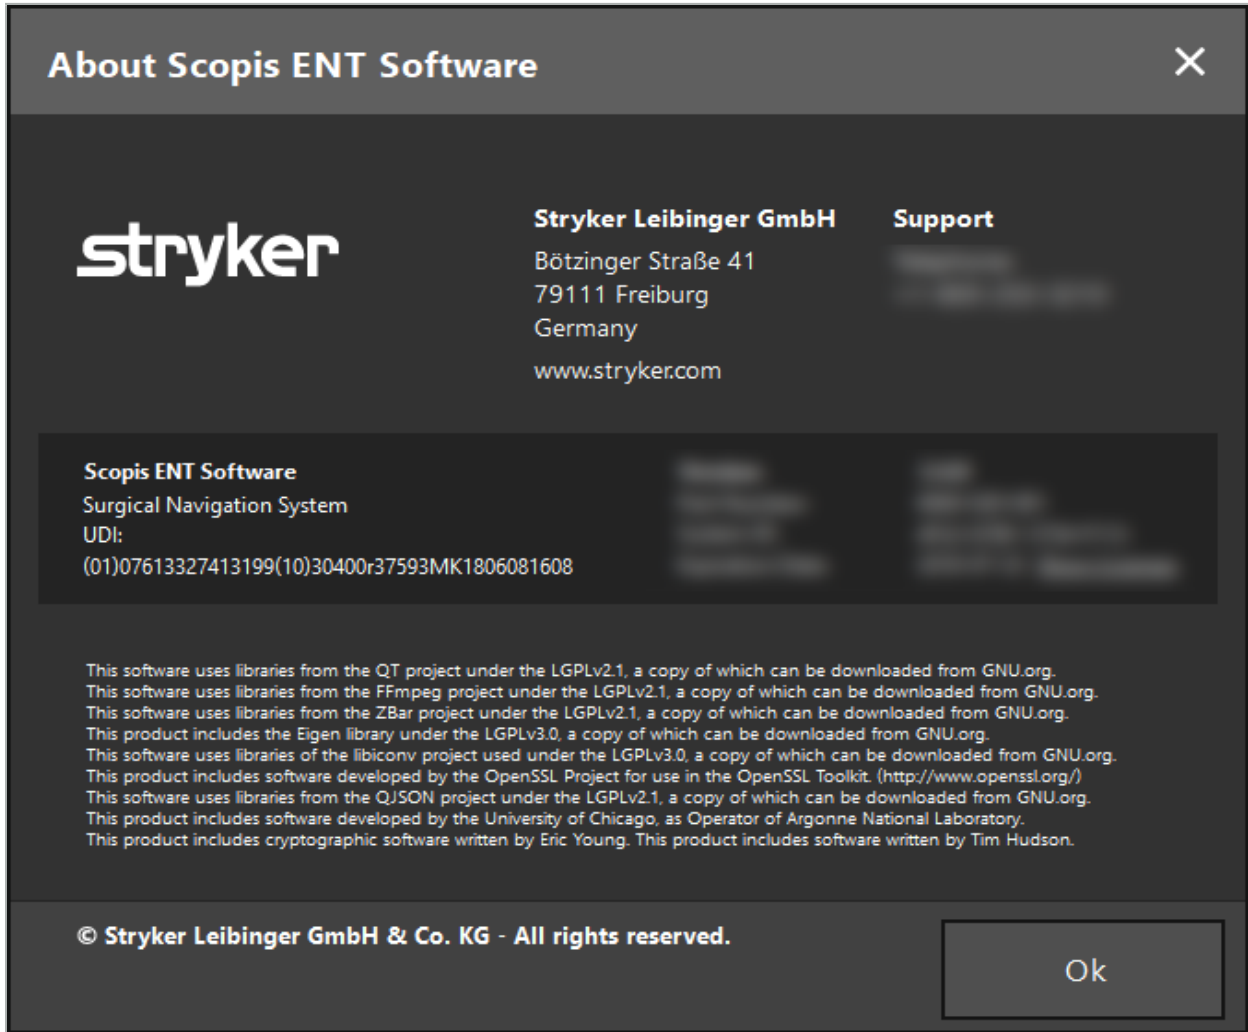 About Scopis ENT Software
stryker
Stryker Leibinger GmbH
Bötzinger Straße 41
79111 Freiburg
Germany
www.stryker.com
Support
Scopis ENT Software
Surgical Navigation System
UDI:
(01)07613327413199(10)30400r37593MK1806081608
This software uses libraries from the QT project under the LGPLv2.1, a copy of which can be downloaded from GNU.org.
This software uses libraries from the FFmpeg project under the LGPLv2.1, a copy of which can be downloaded from GNU.org.
This software uses libraries from the ZBar project under the LGPLv2.1, a copy of which can be downloaded from GNU.org.
This product includes the Eigen library under the LGPLv3.0, a copy of which can be downloaded from GNU.org.
This software uses libraries of the libiconv project used under the LGPLv3.0, a copy of which can be downloaded from GNU.org.
This product includes software developed by the OpenSSL Project for use in the OpenSSL Toolkit. (http://www.openssl.org/)
This software uses libraries from the QJSON project under the LGPLv2.1, a copy of which can be downloaded from GNU.org.
This product includes software developed by the University of Chicago, as Operator of Argonne National Laboratory.
This product includes cryptographic software written by Eric Young. This product includes software written by Tim Hudson.
© Stryker Leibinger GmbH & Co. KG - All rights reserved.
Ok